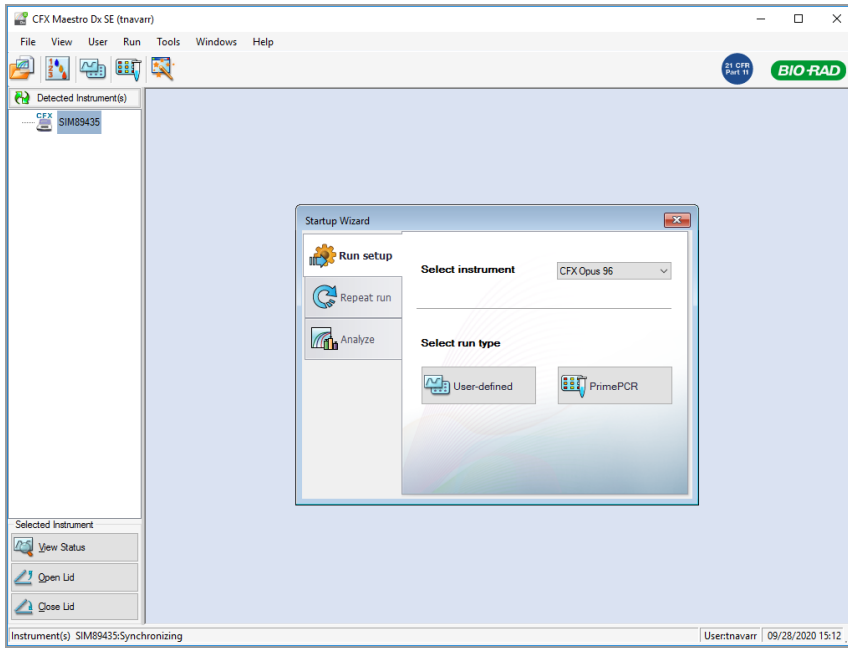 CFX Maestro Dx SE (tnavarr)
File View User Run Tools Windows Help
21 CFR
Part 11
BIO-RAD
Detected Instrument(s)
CFX
SIM89435
Startup Wizard
Run setup
Repeat run
Analyze
Select instrument
CFX Opus 96
Select run type
User-defined
PrimePCR
Selected Instrument
View Status
Open Lid
Close Lid
Instrument(s) SIM89435:Synchronizing
User:tnavarr 09/28/2020 15:12